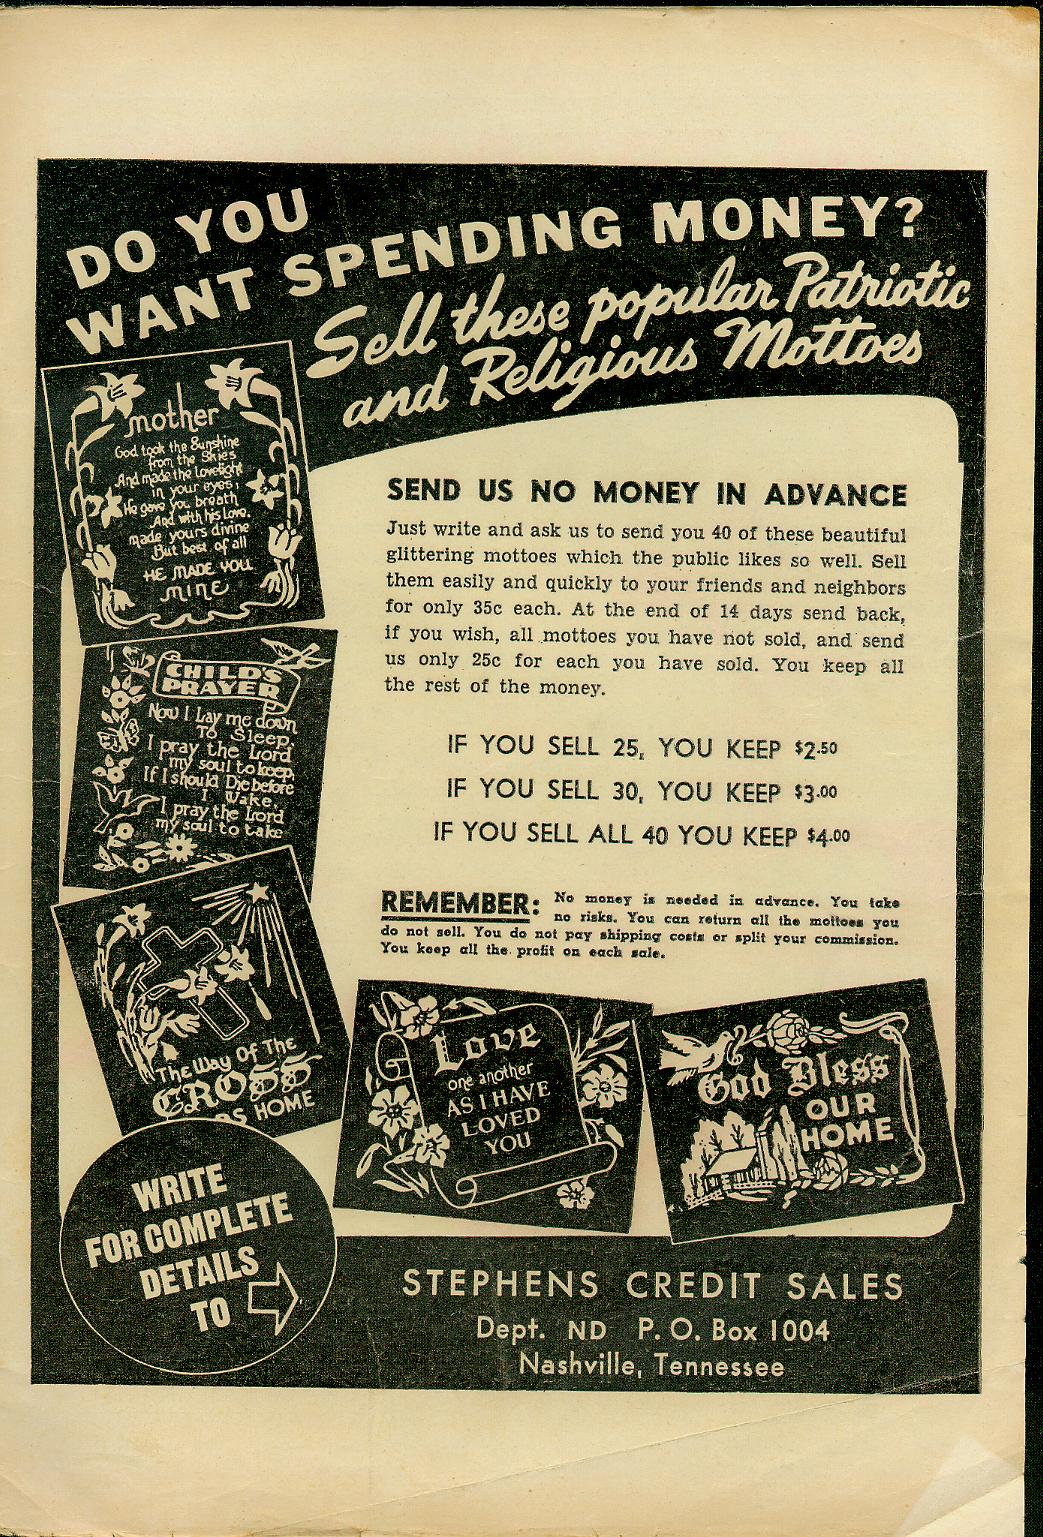 DO YOU
WANT SPENDING MONEY?
Sell these popular Patriotic
and Religious Mottoes
mother
God took the Sunshine
from the Skies
And made the Lovelight
in your eyes,
He gave you breath
And with his Love,
made yours divine
But best of all
HE MADE YOU
MINE
CHILD'S
PRAYER
Now I Lay me down
To Sleep,
I pray the Lord
my soul to keep,
If I should Die before
I Wake,
I pray the Lord
my soul to take
The Way Of The
CROSS
HOME
SEND US NO MONEY IN ADVANCE
Just write and ask us to send you 40 of these beautiful
glittering mottoes which the public likes so well. Sell
them easily and quickly to your friends and neighbors
for only 35c each. At the end of 14 days send back,
if you wish, all mottoes you have not sold, and send
us only 25c for each you have sold. You keep all
the rest of the money.
IF YOU SELL 25, YOU KEEP $2.50
IF YOU SELL 30, YOU KEEP $3.00
IF YOU SELL ALL 40 YOU KEEP $4.00
REMEMBER: No money is needed in advance. You take
no risks. You can return all the mottoes you
do not sell. You do not pay shipping costs or split your commission.
You keep all the profit on each sale.
Love
one another
AS I HAVE
LOVED
YOU
God Bless
OUR
HOME
WRITE
FOR COMPLETE
DETAILS
TO
STEPHENS CREDIT SALES
Dept. ND P. O. Box 1004
Nashville, Tennessee